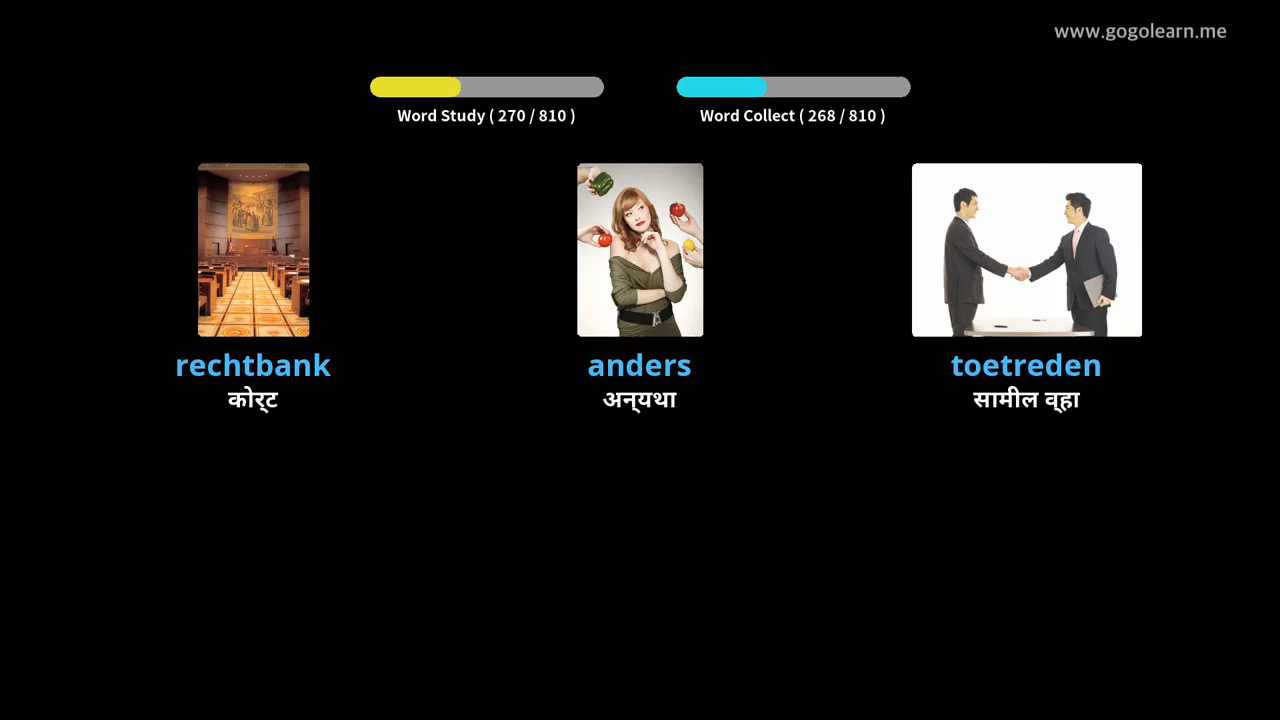 www.gogolearn.me
Word Study ( 270 / 810 )
Word Collect ( 268 / 810 )
rechtbank
कोर्ट
anders
अन्यथा
toetreden
सामील व्हा